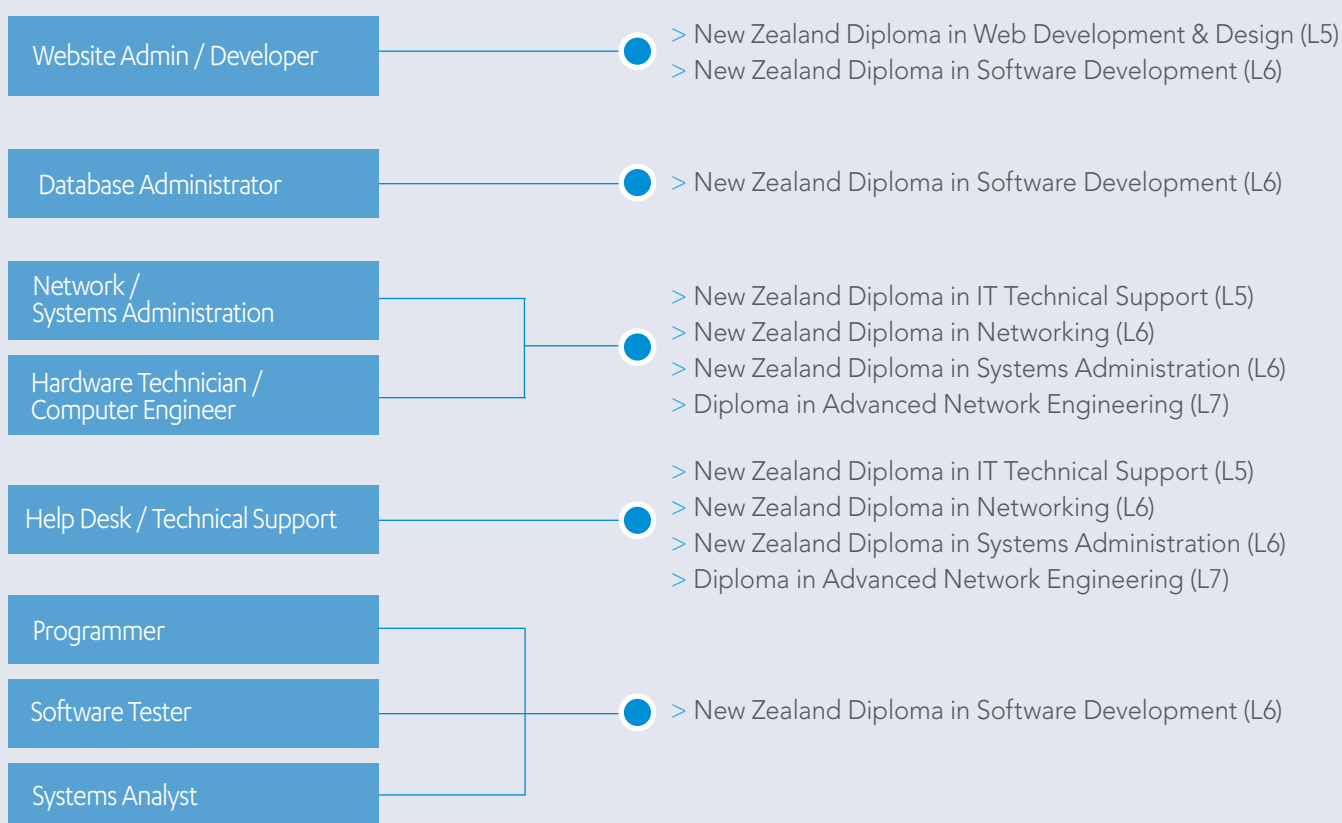 Website Admin / Developer
> New Zealand Diploma in Web Development & Design (L5)
> New Zealand Diploma in Software Development (L6)
Database Administrator
> New Zealand Diploma in Software Development (L6)
Network /
Systems Administration
Hardware Technician /
Computer Engineer
> New Zealand Diploma in IT Technical Support (L5)
> New Zealand Diploma in Networking (L6)
> New Zealand Diploma in Systems Administration (L6)
> Diploma in Advanced Network Engineering (L7)
Help Desk / Technical Support
> New Zealand Diploma in IT Technical Support (L5)
> New Zealand Diploma in Networking (L6)
> New Zealand Diploma in Systems Administration (L6)
> Diploma in Advanced Network Engineering (L7)
Programmer
Software Tester
Systems Analyst
> New Zealand Diploma in Software Development (L6)